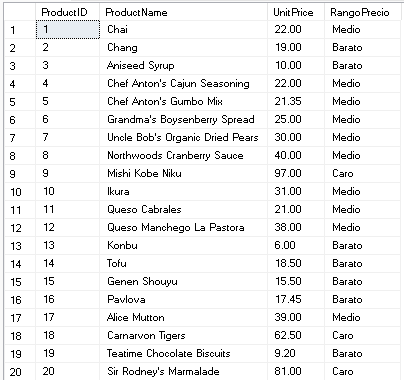 ProductID ProductName UnitPrice RangoPrecio
1 1 Chai 22.00 Medio
2 2 Chang 19.00 Barato
3 3 Aniseed Syrup 10.00 Barato
4 4 Chef Anton's Cajun Seasoning 22.00 Medio
5 5 Chef Anton's Gumbo Mix 21.35 Medio
6 6 Grandma's Boysenberry Spread 25.00 Medio
7 7 Uncle Bob's Organic Dried Pears 30.00 Medio
8 8 Northwoods Cranberry Sauce 40.00 Medio
9 9 Mishi Kobe Niku 97.00 Caro
10 10 Ikura 31.00 Medio
11 11 Queso Cabrales 21.00 Medio
12 12 Queso Manchego La Pastora 38.00 Medio
13 13 Konbu 6.00 Barato
14 14 Tofu 18.50 Barato
15 15 Genen Shouyu 15.50 Barato
16 16 Pavlova 17.45 Barato
17 17 Alice Mutton 39.00 Medio
18 18 Carnarvon Tigers 62.50 Caro
19 19 Teatime Chocolate Biscuits 9.20 Barato
20 20 Sir Rodney's Marmalade 81.00 Caro